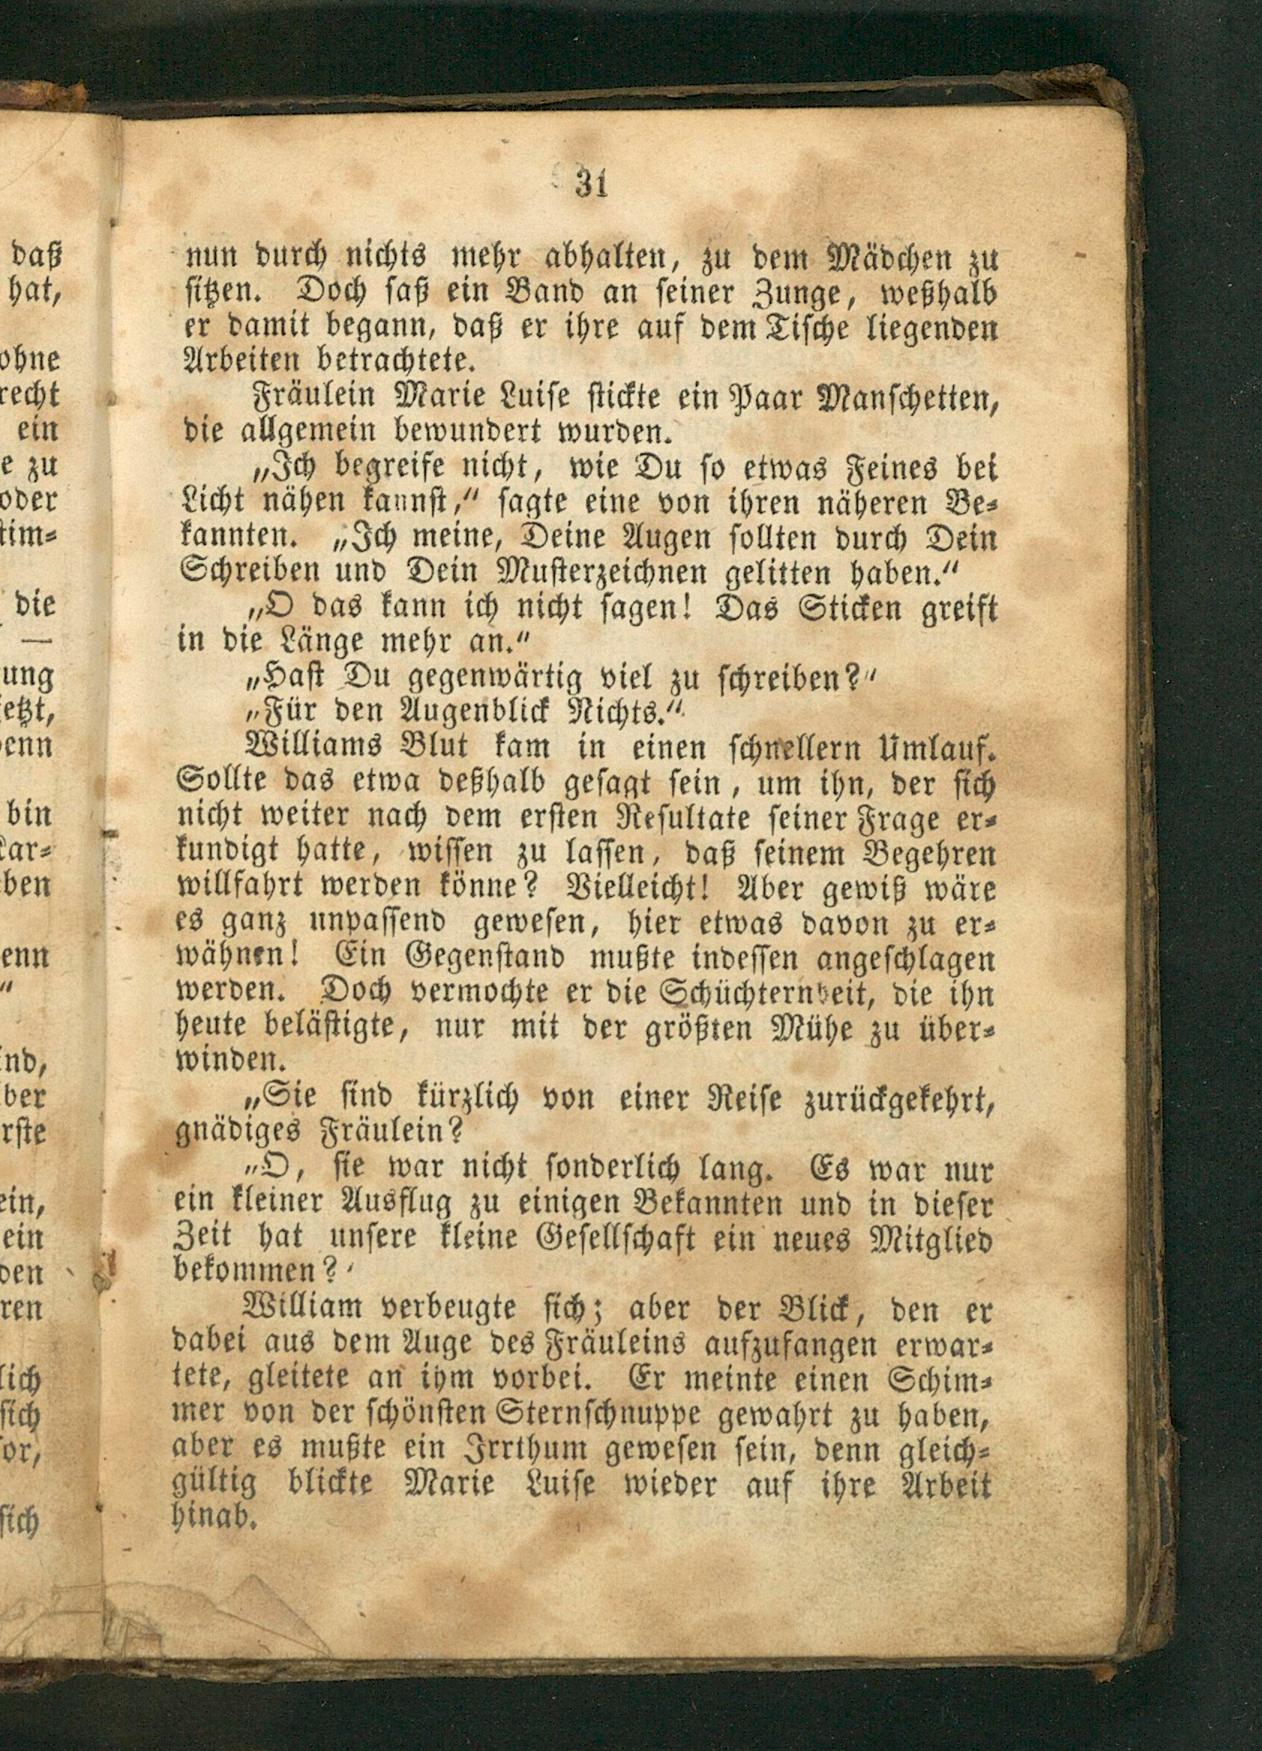 31
nun durch nichts mehr abhalten, zu dem Mädchen zu
sitzen. Doch saß ein Band an seiner Zunge, weßhalb
er damit begann, daß er ihre auf dem Tische liegenden
Arbeiten betrachtete.
Fräulein Marie Luise stickte ein Paar Manschetten,
die allgemein bewundert wurden.
„Ich begreife nicht, wie Du so etwas Feines bei
Licht nähen kannst,“ sagte eine von ihren näheren Be-
kannten. „Ich meine, Deine Augen sollten durch Dein
Schreiben und Dein Musterzeichnen gelitten haben.“
„O das kann ich nicht sagen! Das Sticken greift
in die Länge mehr an.“
„Hast Du gegenwärtig viel zu schreiben?“
„Für den Augenblick Nichts.“
Williams Blut kam in einen schnellern Umlauf.
Sollte das etwa deßhalb gesagt sein, um ihn, der sich
nicht weiter nach dem ersten Resultate seiner Frage er-
kundigt hatte, wissen zu lassen, daß seinem Begehren
willfahrt werden könne? Vielleicht! Aber gewiß wäre
es ganz unpassend gewesen, hier etwas davon zu er-
wähnen! Ein Gegenstand mußte indessen angeschlagen
werden. Doch vermochte er die Schüchternheit, die ihn
heute belästigte, nur mit der größten Mühe zu über-
winden.
„Sie sind kürzlich von einer Reise zurückgekehrt,
gnädiges Fräulein?
„O, sie war nicht sonderlich lang. Es war nur
ein kleiner Ausflug zu einigen Bekannten und in dieser
Zeit hat unsere kleine Gesellschaft ein neues Mitglied
bekommen?“
William verbeugte sich; aber der Blick, den er
dabei aus dem Auge des Fräuleins aufzufangen erwar-
tete, gleitete an ihm vorbei. Er meinte einen Schim-
mer von der schönsten Sternschnuppe gewahrt zu haben,
aber es mußte ein Irrthum gewesen sein, denn gleich-
gültig blickte Marie Luise wieder auf ihre Arbeit
hinab.